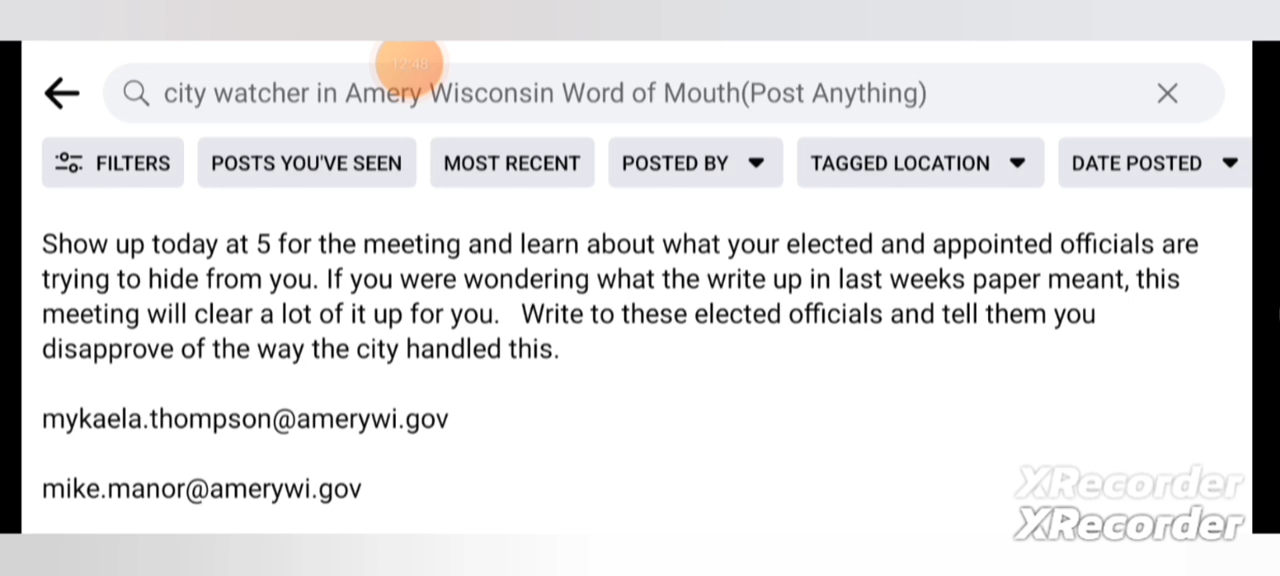 12:48
city watcher in Amery Wisconsin Word of Mouth(Post Anything)
FILTERS POSTS YOU'VE SEEN MOST RECENT POSTED BY TAGGED LOCATION DATE POSTED
Show up today at 5 for the meeting and learn about what your elected and appointed officials are
trying to hide from you. If you were wondering what the write up in last weeks paper meant, this
meeting will clear a lot of it up for you.   Write to these elected officials and tell them you
disapprove of the way the city handled this.
mykaela.thompson@amerywi.gov
mike.manor@amerywi.gov
XRecorder
XRecorder